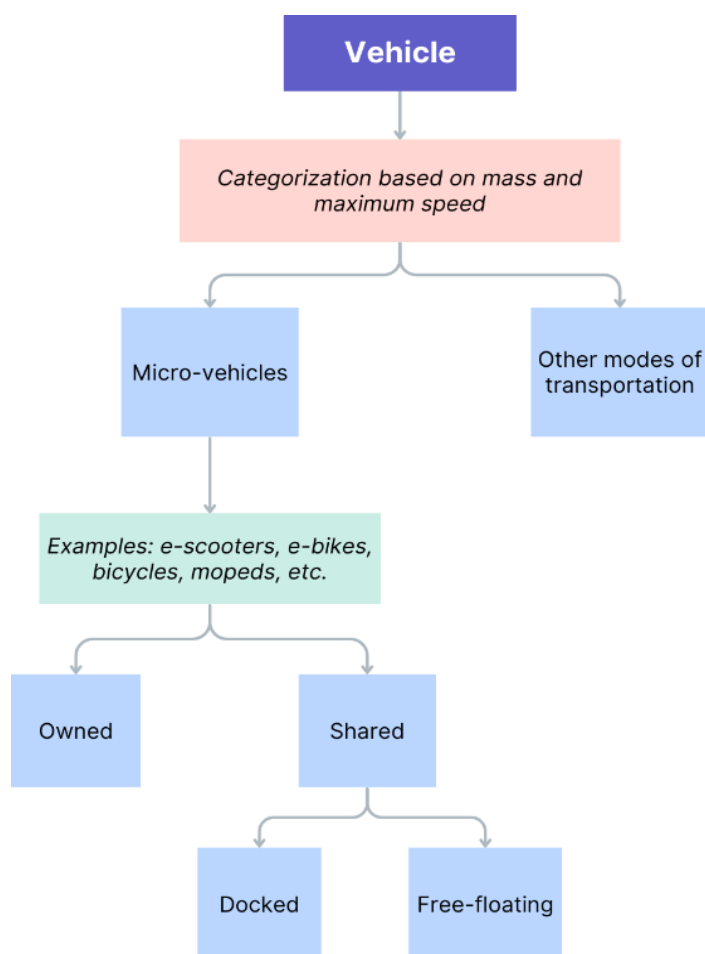 Vehicle
Categorization based on mass and
maximum speed
Micro-vehicles
Other modes of
transportation
Examples: e-scooters, e-bikes,
bicycles, mopeds, etc.
Owned
Shared
Docked
Free-floating